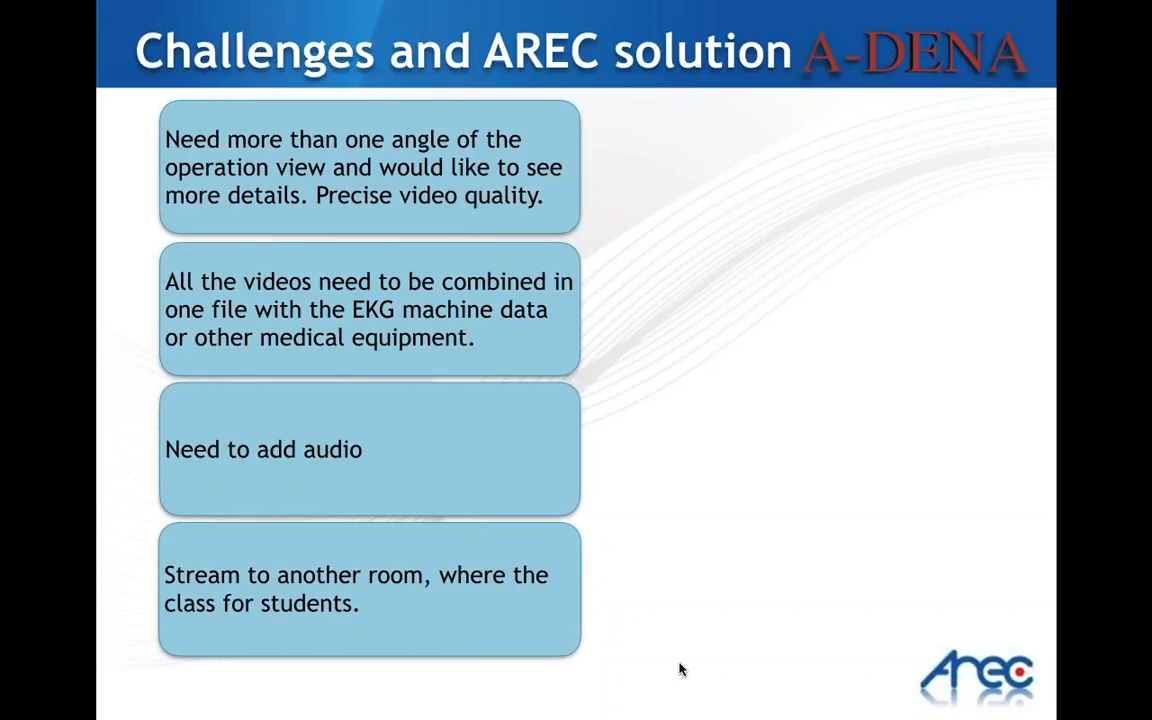 Challenges and AREC solution A-DENA
Need more than one angle of the
operation view and would like to see
more details. Precise video quality.
All the videos need to be combined in
one file with the EKG machine data
or other medical equipment.
Need to add audio
Stream to another room, where the
class for students.
Arec